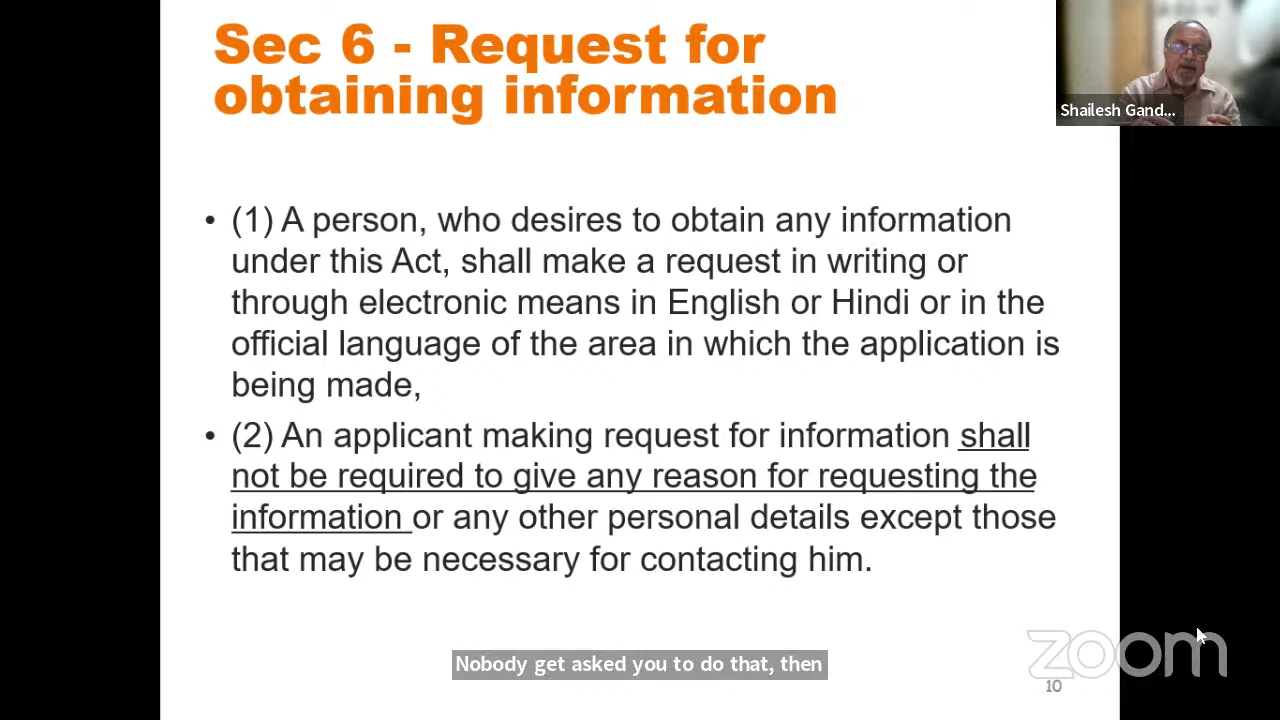 Sec 6 - Request for
obtaining information
Shailesh Gand...
• (1) A person, who desires to obtain any information
under this Act, shall make a request in writing or
through electronic means in English or Hindi or in the
official language of the area in which the application is
being made,
• (2) An applicant making request for information shall
not be required to give any reason for requesting the
information or any other personal details except those
that may be necessary for contacting him.
Nobody get asked you to do that, then
zoom
10